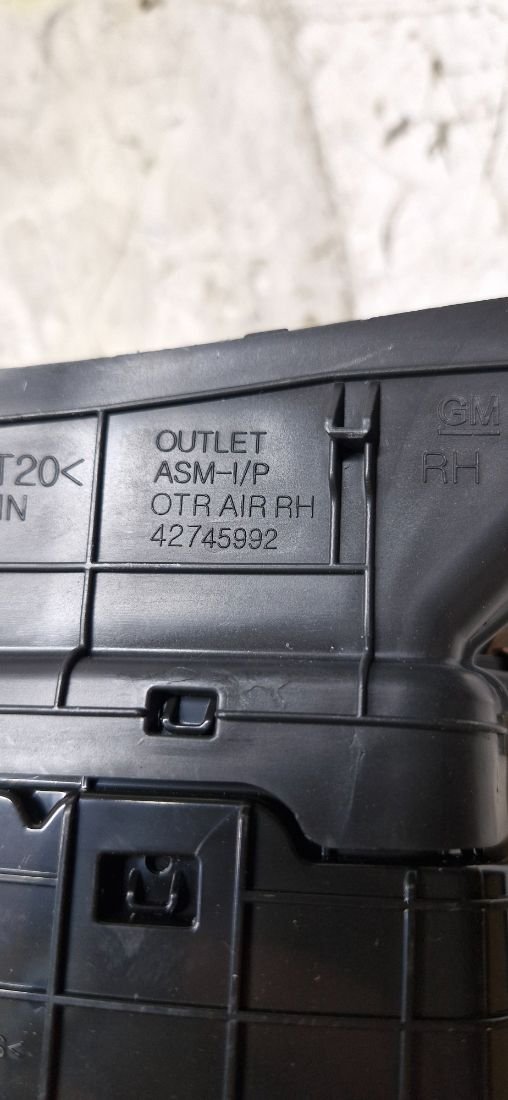 OUTLET
ASM-I/P
OTR AIR RH
42745992
GM
RH
T20<
IN